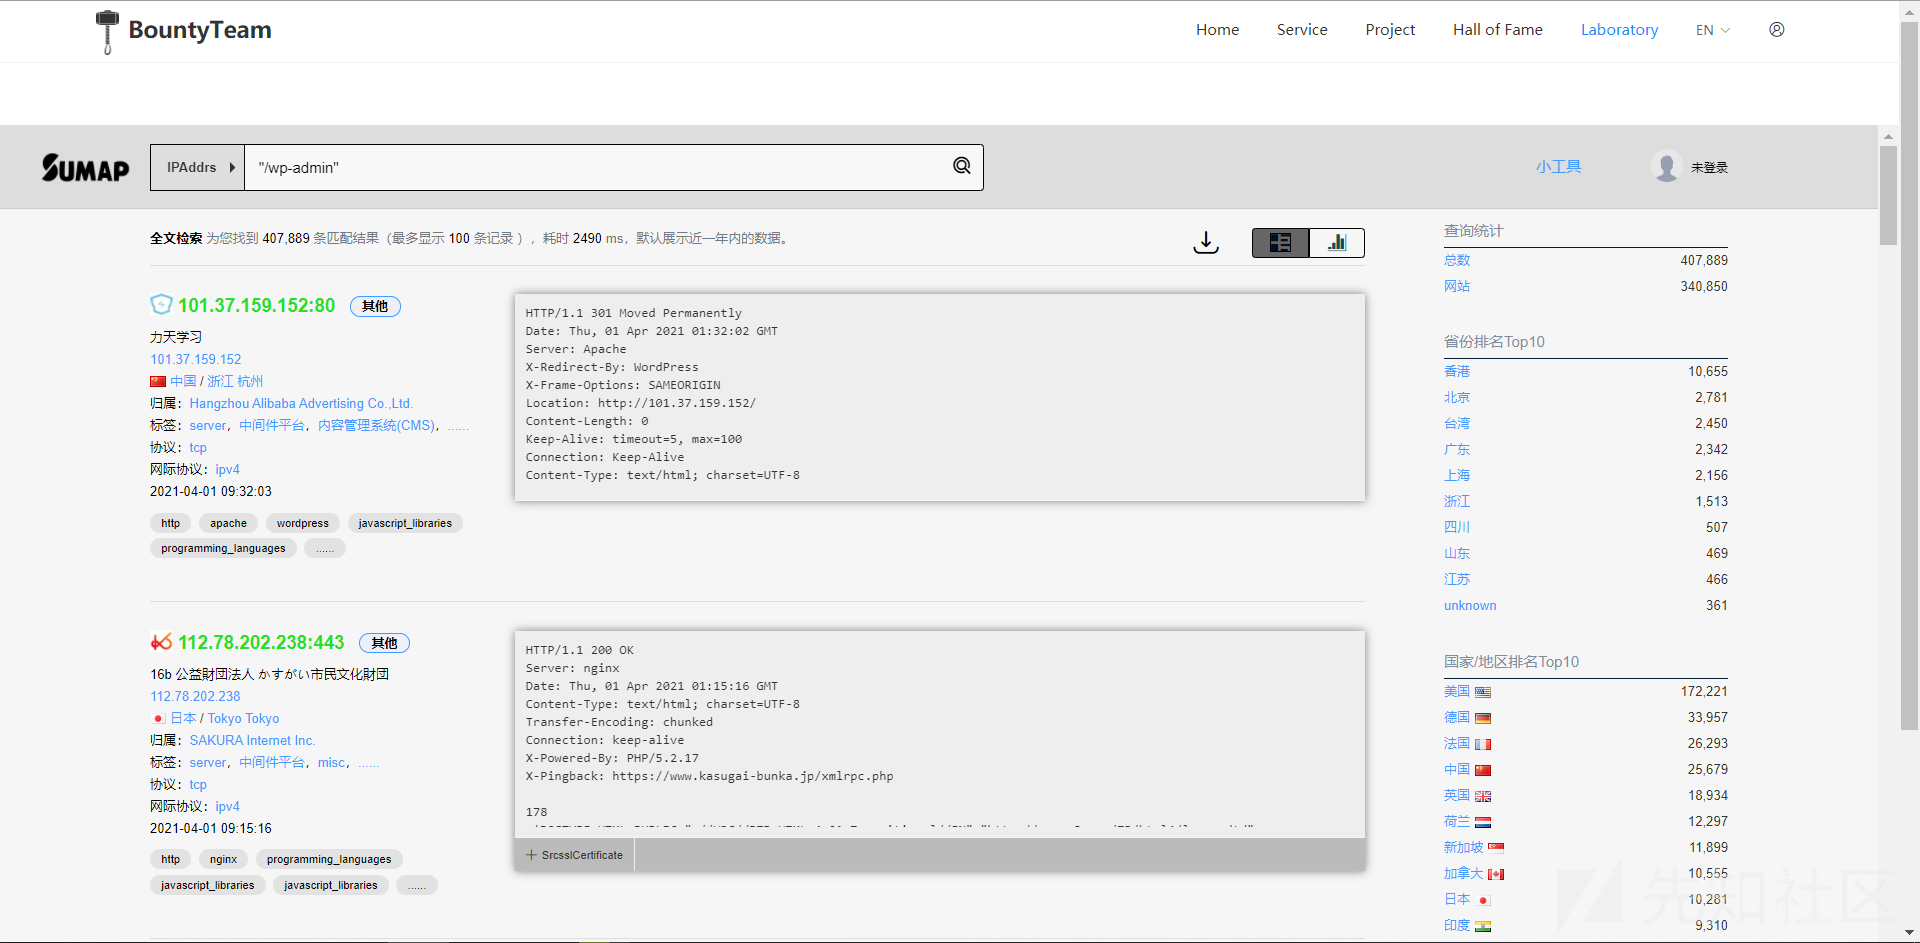 BountyTeam
Home Service Project Hall of Fame Laboratory EN
SUMAP
IPAddrs "/wp-admin"
小工具
未登录
全文检索 为您找到 407,889 条匹配结果（最多显示 100 条记录 ），耗时 2490 ms，默认展示近一年内的数据。
101.37.159.152:80 其他
力天学习
101.37.159.152
中国 / 浙江 杭州
归属：Hangzhou Alibaba Advertising Co.,Ltd.
标签：server，中间件平台，内容管理系统(CMS)，......
协议：tcp
网际协议：ipv4
2021-04-01 09:32:03
http apache wordpress javascript_libraries
programming_languages ......
HTTP/1.1 301 Moved Permanently
Date: Thu, 01 Apr 2021 01:32:02 GMT
Server: Apache
X-Redirect-By: WordPress
X-Frame-Options: SAMEORIGIN
Location: http://101.37.159.152/
Content-Length: 0
Keep-Alive: timeout=5, max=100
Connection: Keep-Alive
Content-Type: text/html; charset=UTF-8
112.78.202.238:443 其他
16b 公益財団法人 かすがい市民文化財団
112.78.202.238
日本 / Tokyo Tokyo
归属：SAKURA Internet Inc.
标签：server，中间件平台，misc，......
协议：tcp
网际协议：ipv4
2021-04-01 09:15:16
http nginx programming_languages
javascript_libraries javascript_libraries ......
HTTP/1.1 200 OK
Server: nginx
Date: Thu, 01 Apr 2021 01:15:16 GMT
Content-Type: text/html; charset=UTF-8
Transfer-Encoding: chunked
Connection: keep-alive
X-Powered-By: PHP/5.2.17
X-Pingback: https://www.kasugai-bunka.jp/xmlrpc.php
178
SrcsslCertificate
查询统计
总数 407,889
网站 340,850
省份排名Top10
香港 10,655
北京 2,781
台湾 2,450
广东 2,342
上海 2,156
浙江 1,513
四川 507
山东 469
江苏 466
unknown 361
国家/地区排名Top10
美国 172,221
德国 33,957
法国 26,293
中国 25,679
英国 18,934
荷兰 12,297
新加坡 11,899
加拿大 10,555
日本 10,281
印度 9,310
先知社区